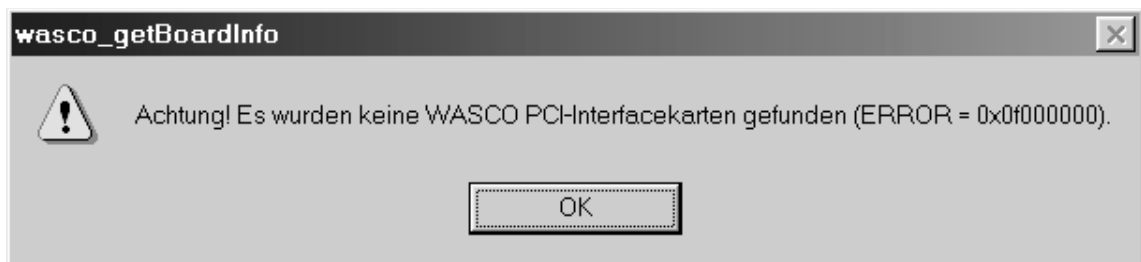 wasco_getBoardInfo
Achtung! Es wurden keine WASCO PCI-Interfacekarten gefunden (ERROR = 0x0f000000).
OK